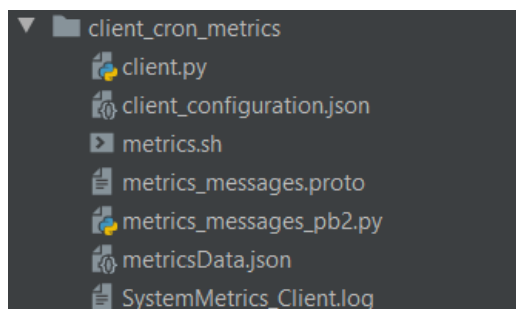 client_cron_metrics
client.py
client_configuration.json
metrics.sh
metrics_messages.proto
metrics_messages_pb2.py
metricsData.json
SystemMetrics_Client.log